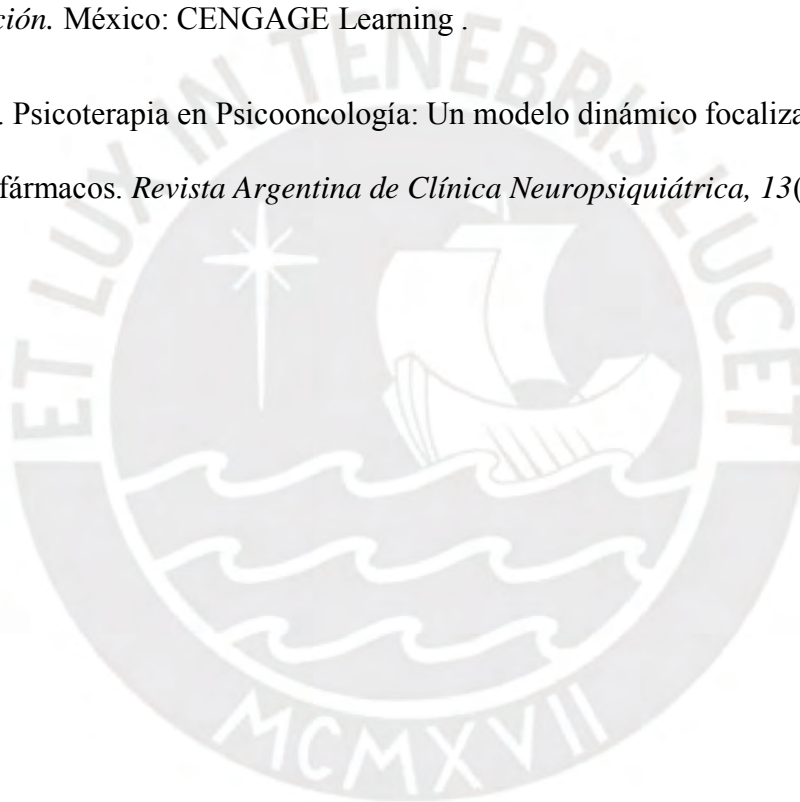 ción. México: CENGAGE Learning .
. Psicoterapia en Psicooncología: Un modelo dinámico focaliza
fármacos. Revista Argentina de Clínica Neuropsiquiátrica, 13(
ET LUX IN TENEBRIS LUCET
MCMXVII